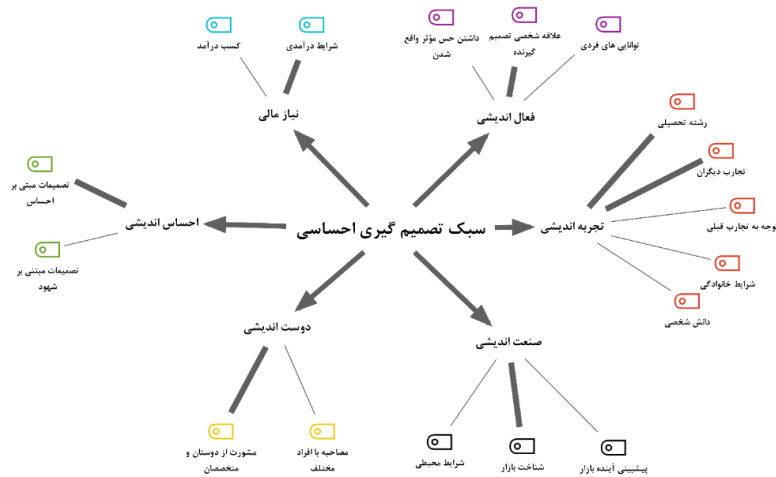 کسب درآمد
شرایط درآمدی
نیاز مالی
داشتن حس مؤثر واقع
شدن
علاقه شخصی تصمیم
گیرنده
توانایی های فردی
فعال اندیشی
رشته تحصیلی
تجارب دیگران
توجه به تجارب قبلی
شرایط خانوادگی
دانش شخصی
تجربه اندیشی
سبک تصمیم گیری احساسی
تصمیمات مبتی بر
احساس
احساس اندیشی
تصمیمات مبتنی بر
شهود
دوست اندیشی
مشورت از دوستان و
متخصصان
مصاحبه با افراد
مختلف
صنعت اندیشی
شرایط محیطی
شناخت بازار
پیشبینی آینده بازار